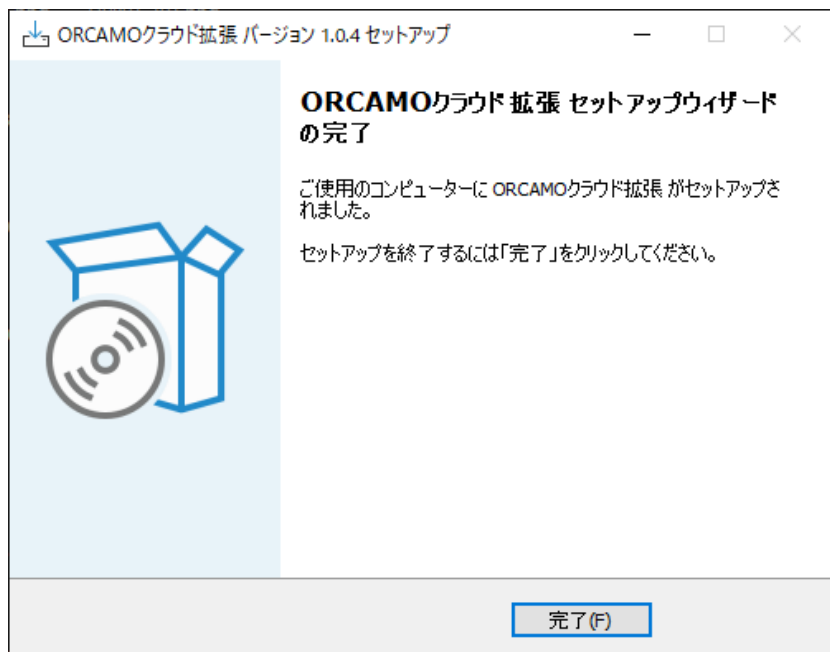 ORCAMOクラウド拡張 バージョン 1.0.4 セットアップ
ORCAMOクラウド拡張 セットアップウィザード
の完了
ご使用のコンピューターに ORCAMOクラウド拡張 がセットアップさ
れました。
セットアップを終了するには「完了」をクリックしてください。
完了(F)